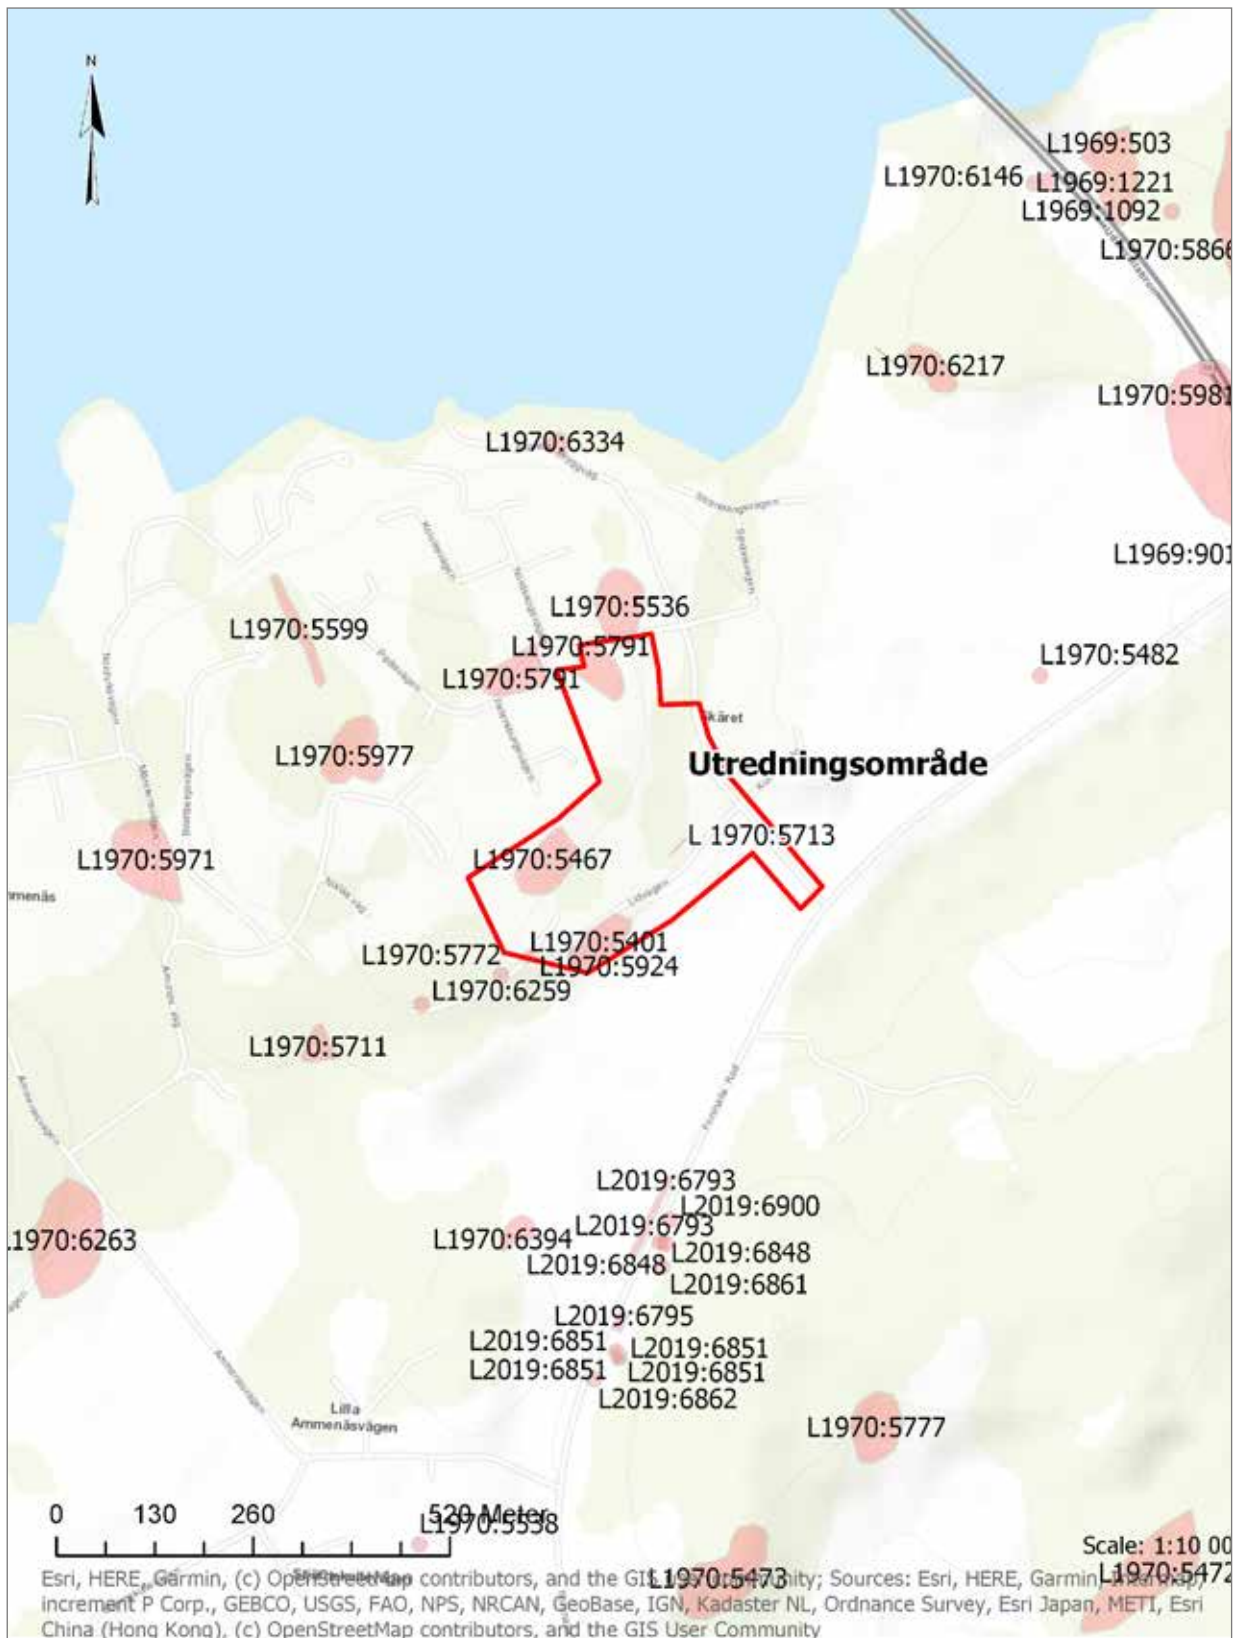 N
L1969:503
L1970:6146
L1969:1221
L1969:1092
L1970:5866
L1970:6217
L1970:5981
L1970:6334
L1969:901
L1970:5536
L1970:5599
L1970:5791
L1970:5482
L1970:5791
Skäret
L1970:5977
Utredningsområde
L 1970:5713
L1970:5971
L1970:5467
Lidvägen
L1970:5401
L1970:5772
L1970:5924
L1970:6259
L1970:5711
L2019:6793
L2019:6900
L2019:6793
L1970:6263
L1970:6394
L2019:6848
L2019:6848
L2019:6861
L2019:6795
L2019:6851
L2019:6851
L2019:6851
L2019:6851
L2019:6862
Lilla
Ammenäsvägen
L1970:5777
0 130 260 520 Meter
L1970:5538
Scale: 1:10 00
L1970:5472
L1970:5473
Esri, HERE, Garmin, (c) OpenStreetMap contributors, and the GIS community; Sources: Esri, HERE, Garmin, Intermap,
increment P Corp., GEBCO, USGS, FAO, NPS, NRCAN, GeoBase, IGN, Kadaster NL, Ordnance Survey, Esri Japan, METI, Esri
China (Hong Kong), (c) OpenStreetMap contributors, and the GIS User Community